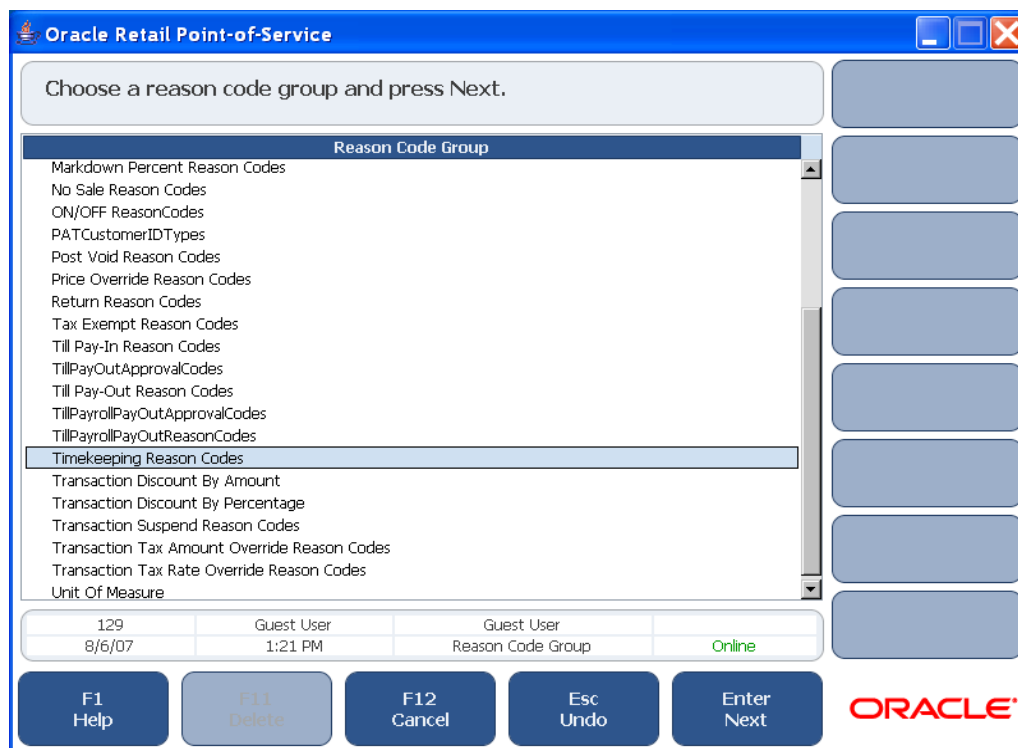 Oracle Retail Point-of-Service
Choose a reason code group and press Next.
Reason Code Group
Markdown Percent Reason Codes
No Sale Reason Codes
ON/OFF ReasonCodes
PATCustomerIDTypes
Post Void Reason Codes
Price Override Reason Codes
Return Reason Codes
Tax Exempt Reason Codes
Till Pay-In Reason Codes
TillPayOutApprovalCodes
Till Pay-Out Reason Codes
TillPayrollPayOutApprovalCodes
TillPayrollPayOutReasonCodes
Timekeeping Reason Codes
Transaction Discount By Amount
Transaction Discount By Percentage
Transaction Suspend Reason Codes
Transaction Tax Amount Override Reason Codes
Transaction Tax Rate Override Reason Codes
Unit Of Measure
129 Guest User Guest User
8/6/07 1:21 PM Reason Code Group Online
F1 F11 F12 Esc Enter
Help Delete Cancel Undo Next
ORACLE